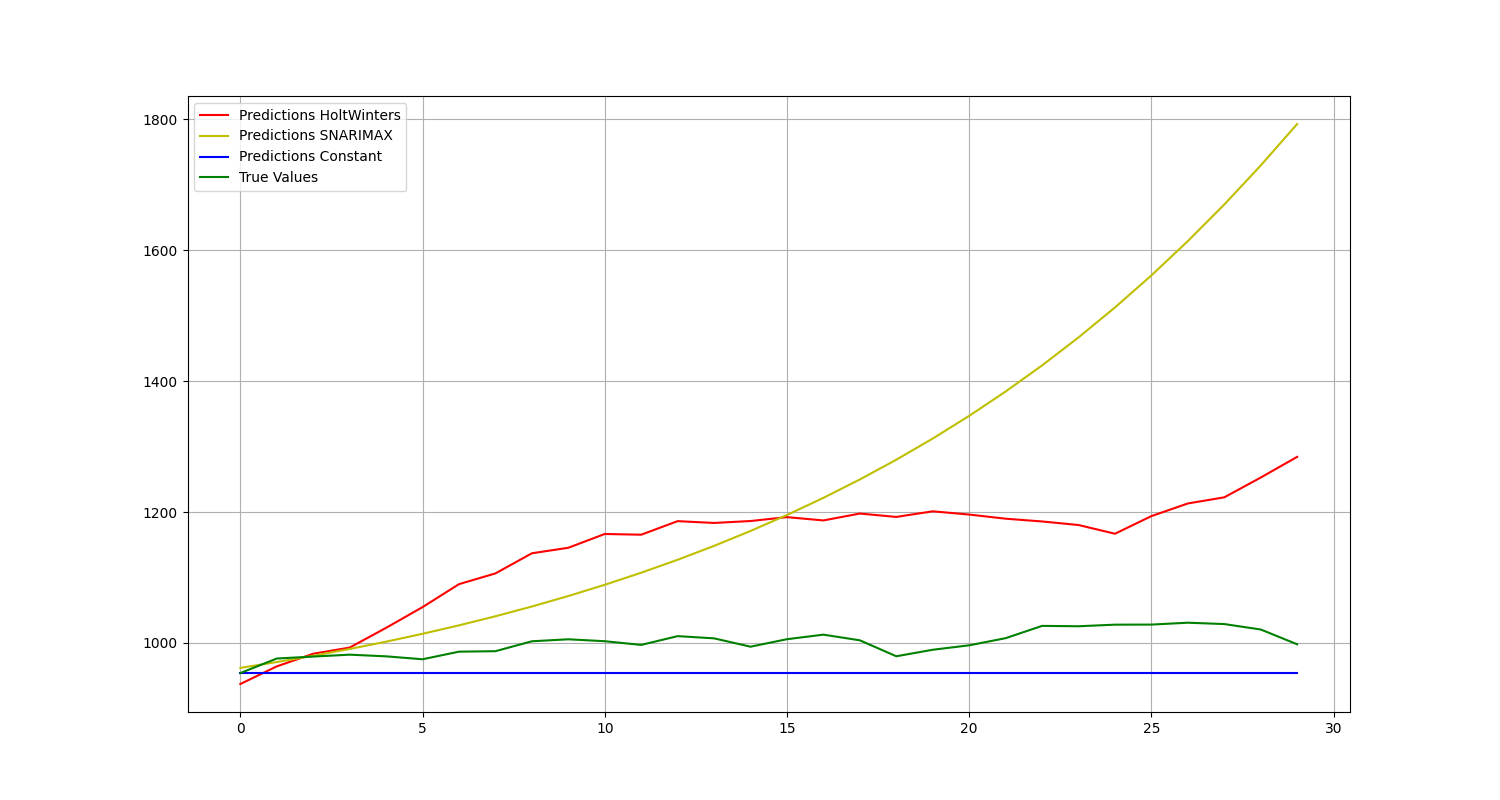 Predictions HoltWinters
Predictions SNARIMAX
Predictions Constant
True Values
1800
1600
1400
1200
1000
0 5 10 15 20 25 30